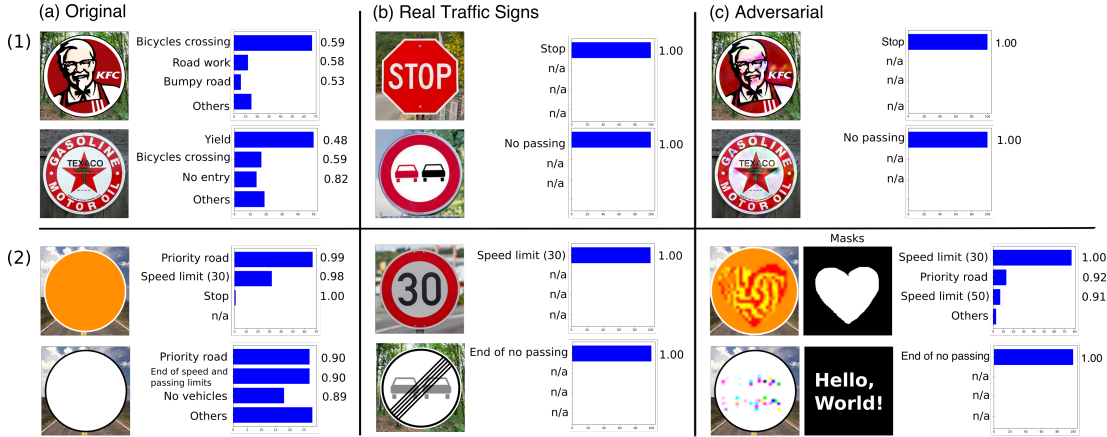 (a) Original
(b) Real Traffic Signs
(c) Adversarial
(1)
KFC
Bicycles crossing 0.59
Road work 0.58
Bumpy road 0.53
Others
STOP
Stop 1.00
n/a
n/a
n/a
KFC
Stop 1.00
n/a
n/a
n/a
GASOLINE
TEXACO
MOTOR OIL
Yield 0.48
Bicycles crossing 0.59
No entry 0.82
Others
No passing 1.00
n/a
n/a
GASOLINE
TEXACO
MOTOR OIL
No passing 1.00
n/a
n/a
(2)
Priority road 0.99
Speed limit (30) 0.98
Stop 1.00
n/a
30
Speed limit (30) 1.00
n/a
n/a
n/a
Masks
Speed limit (30) 1.00
Priority road 0.92
Speed limit (50) 0.91
Others
Priority road 0.90
End of speed and
passing limits 0.90
No vehicles 0.89
Others
End of no passing 1.00
n/a
n/a
n/a
Hello,
World!
End of no passing 1.00
n/a
n/a
n/a